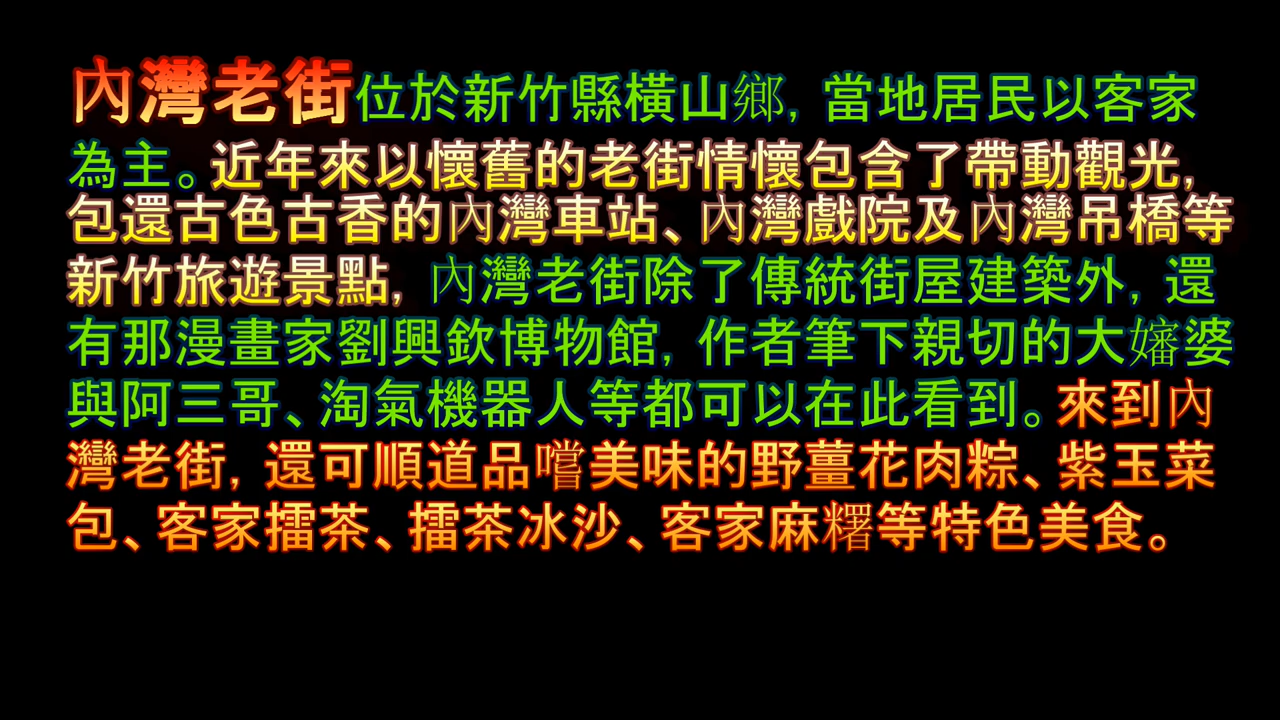 內灣老街位於新竹縣橫山鄉，當地居民以客家
為主。近年來以懷舊的老街情懷包含了帶動觀光，
包還古色古香的內灣車站、內灣戲院及內灣吊橋等
新竹旅遊景點，內灣老街除了傳統街屋建築外，還
有那漫畫家劉興欽博物館，作者筆下親切的大嬸婆
與阿三哥、淘氣機器人等都可以在此看到。來到內
灣老街，還可順道品嚐美味的野薑花肉粽、紫玉菜
包、客家擂茶、擂茶冰沙、客家麻糬等特色美食。